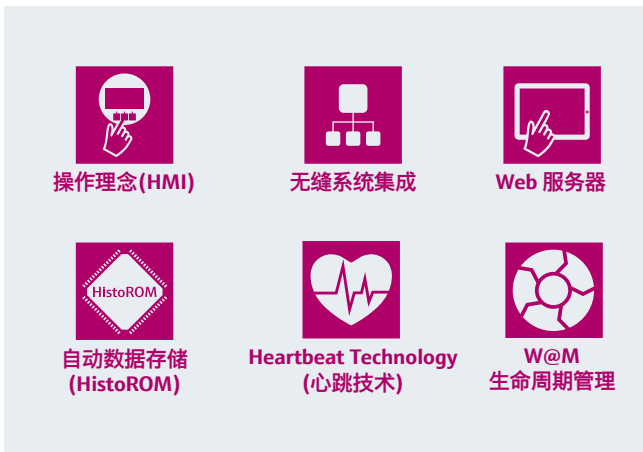 操作理念(HMI)
无缝系统集成
Web 服务器
HistoROM
自动数据存储
(HistoROM)
Heartbeat Technology
(心跳技术)
W@M
生命周期管理